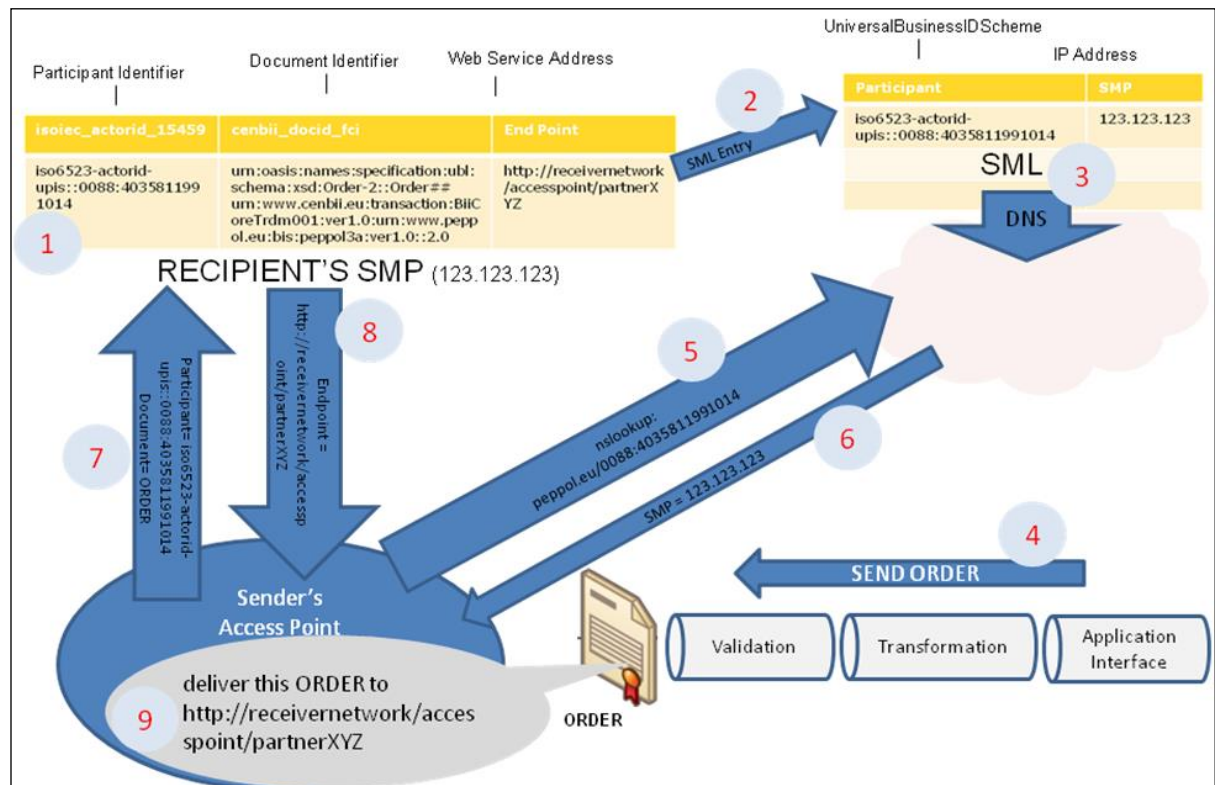 UniversalBusinessIDScheme
Participant Identifier
Document Identifier
Web Service Address
IP Address
isoiec_actorid_15459
cenbii_docid_fci
End Point
iso6523-actorid-
upis::0088:403581199
1014
urn:oasis:names:specification:ubl:
schema:xsd:Order-2::Order##
urn:www.cenbii.eu:transaction:BiiC
oreTrdm001:ver1.0:urn:www.pepp
ol.eu:bis:peppol3a:ver1.0::2.0
http://receivernetwork
/accesspoint/partnerX
YZ
1
RECIPIENT'S SMP (123.123.123)
2
SML Entry
Participant
SMP
iso6523-actorid-
upis::0088:4035811991014
123.123.123
SML
3
DNS
7
Participant= iso6523-actorid-
upis::0088:4035811991014
Document= ORDER
8
Endpoint =
http://receivernetwork/accessp
oint/partnerXYZ
5
nslookup:
peppol.eu/0088:4035811991014
6
SMP = 123.123.123
4
SEND ORDER
Validation
Transformation
Application
Interface
Sender's
Access Point
9
deliver this ORDER to
http://receivernetwork/acces
spoint/partnerXYZ
ORDER